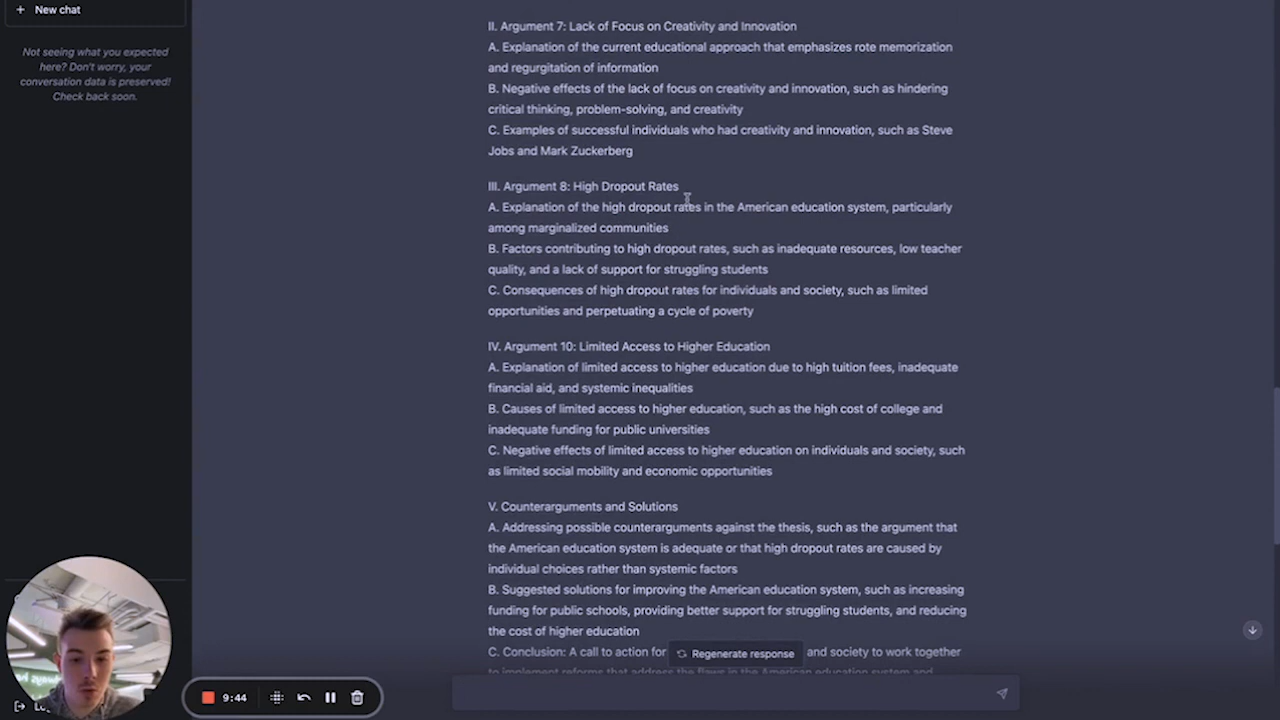 + New chat
Not seeing what you expected
here? Don't worry, your
conversation data is preserved!
Check back soon.
II. Argument 7: Lack of Focus on Creativity and Innovation
A. Explanation of the current educational approach that emphasizes rote memorization
and regurgitation of information
B. Negative effects of the lack of focus on creativity and innovation, such as hindering
critical thinking, problem-solving, and creativity
C. Examples of successful individuals who had creativity and innovation, such as Steve
Jobs and Mark Zuckerberg
III. Argument 8: High Dropout Rates
A. Explanation of the high dropout rates in the American education system, particularly
among marginalized communities
B. Factors contributing to high dropout rates, such as inadequate resources, low teacher
quality, and a lack of support for struggling students
C. Consequences of high dropout rates for individuals and society, such as limited
opportunities and perpetuating a cycle of poverty
IV. Argument 10: Limited Access to Higher Education
A. Explanation of limited access to higher education due to high tuition fees, inadequate
financial aid, and systemic inequalities
B. Causes of limited access to higher education, such as the high cost of college and
inadequate funding for public universities
C. Negative effects of limited access to higher education on individuals and society, such
as limited social mobility and economic opportunities
V. Counterarguments and Solutions
A. Addressing possible counterarguments against the thesis, such as the argument that
the American education system is adequate or that high dropout rates are caused by
individual choices rather than systemic factors
B. Suggested solutions for improving the American education system, such as increasing
funding for public schools, providing better support for struggling students, and reducing
the cost of higher education
C. Conclusion: A call to action for and society to work together
to implement reforms that address the flaws in the American education system and
Regenerate response
9:44